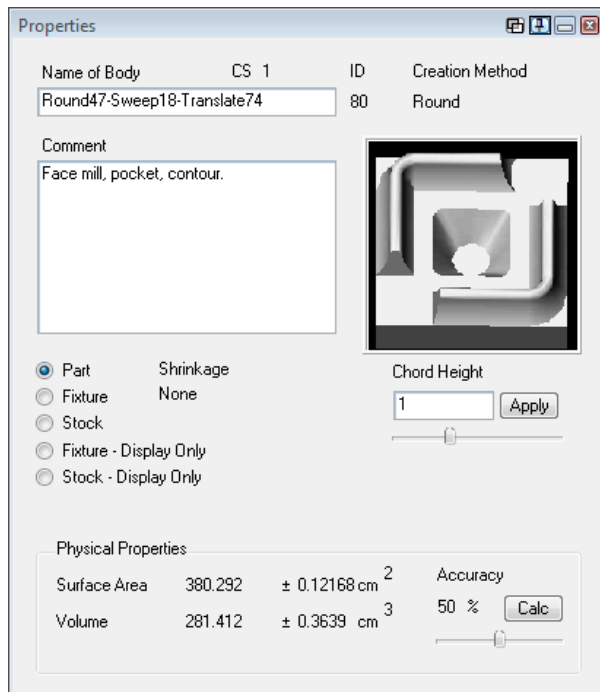 Properties
Name of Body CS 1 ID Creation Method
Round47-Sweep18-Translate74 80 Round
Comment
Face mill, pocket, contour.
Part Shrinkage
Fixture None
Stock
Fixture - Display Only
Stock - Display Only
Chord Height
1 Apply
Physical Properties
Surface Area 380.292 ± 0.12168 cm 2
Volume 281.412 ± 0.3639 cm 3
Accuracy
50 % Calc